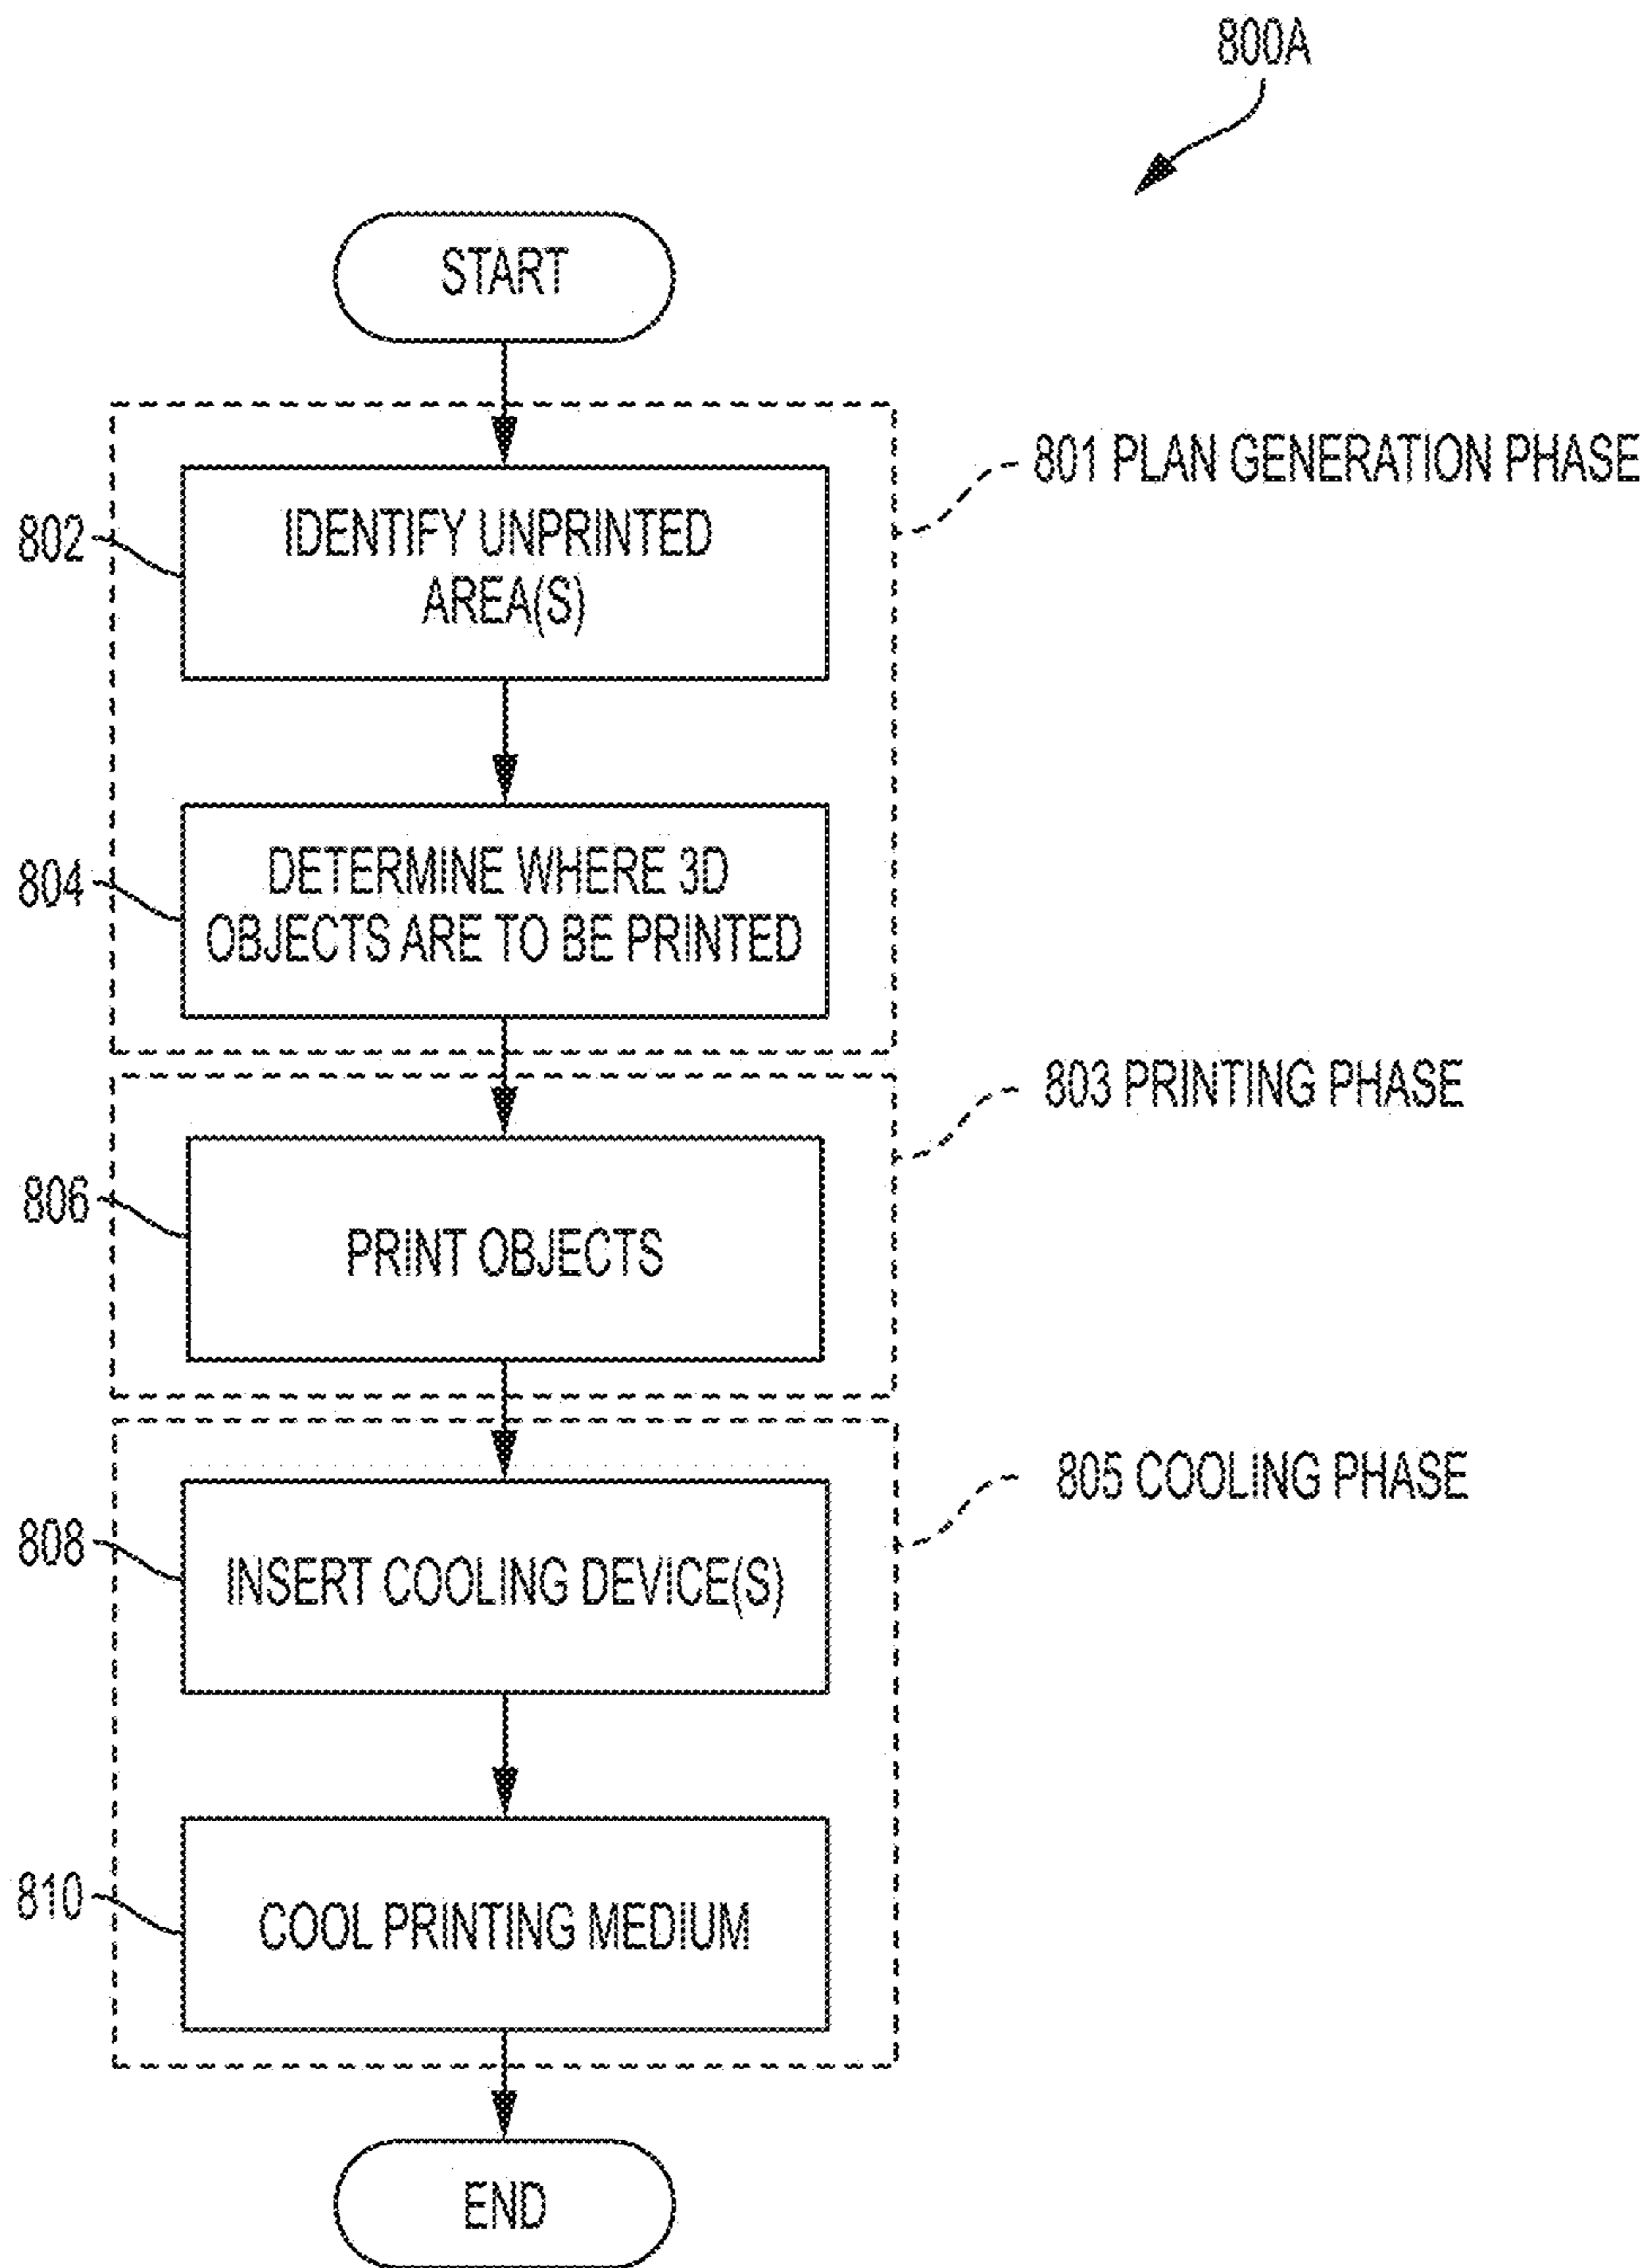 800A
START
801 PLAN GENERATION PHASE
802
IDENTIFY UNPRINTED
AREA(S)
804
DETERMINE WHERE 3D
OBJECTS ARE TO BE PRINTED
803 PRINTING PHASE
806
PRINT OBJECTS
805 COOLING PHASE
808
INSERT COOLING DEVICE(S)
810
COOL PRINTING MEDIUM
END